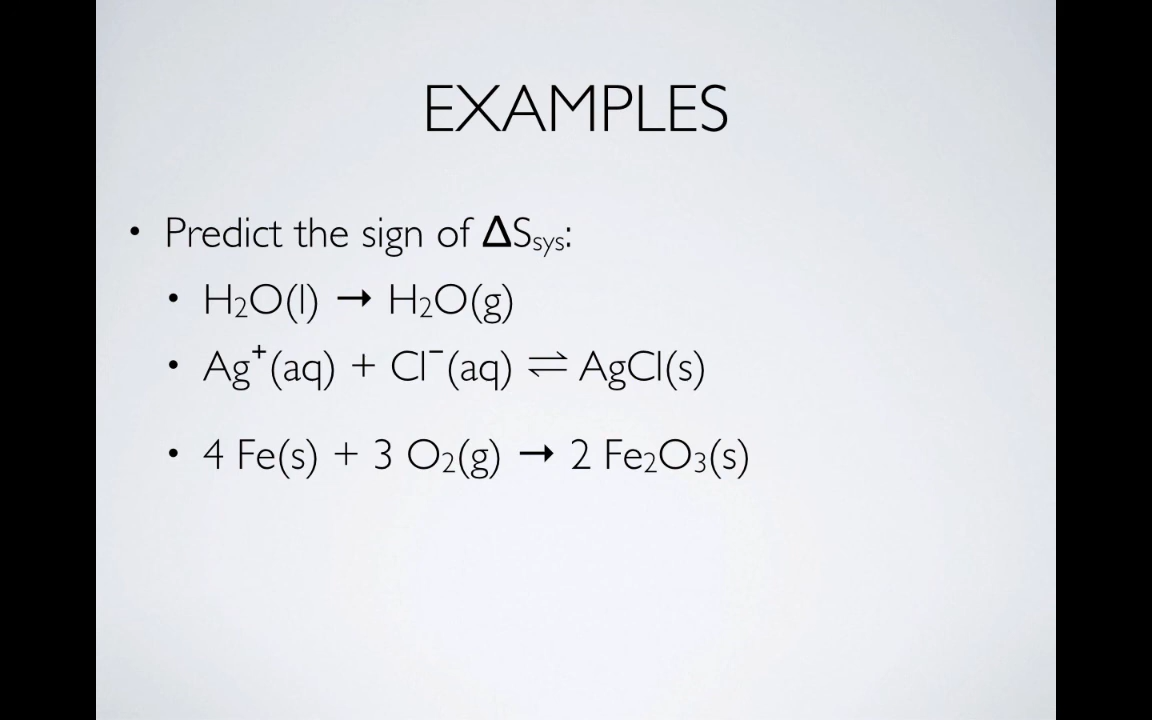 EXAMPLES
• Predict the sign of ΔSsys:
• H2O(l) → H2O(g)
• Ag⁺(aq) + Cl⁻(aq) ⇌ AgCl(s)
• 4 Fe(s) + 3 O2(g) → 2 Fe2O3(s)